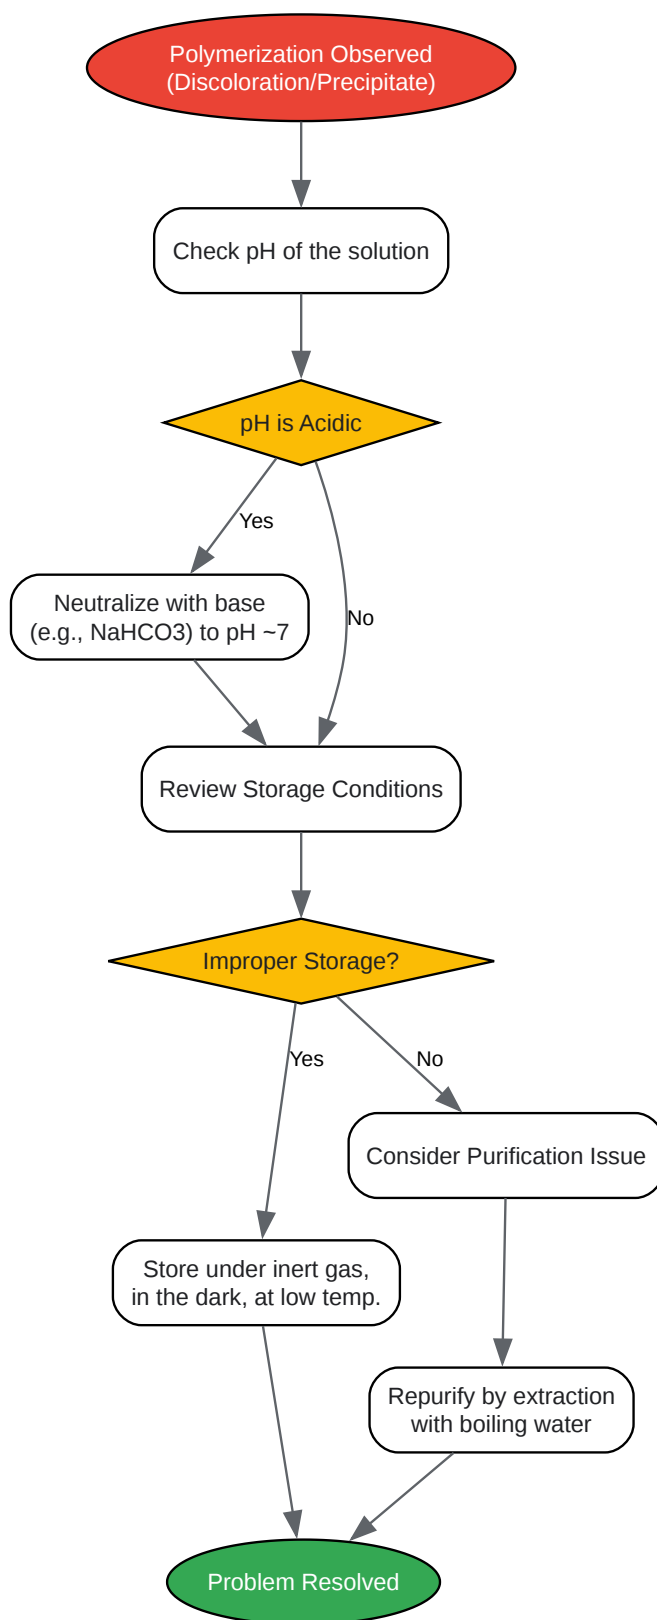 Polymerization Observed
(Discoloration/Precipitate)
Check pH of the solution
pH is Acidic
Yes
Neutralize with base
(e.g., NaHCO3) to pH ~7
No
Review Storage Conditions
Improper Storage?
Yes
No
Consider Purification Issue
Store under inert gas,
in the dark, at low temp.
Repurify by extraction
with boiling water
Problem Resolved